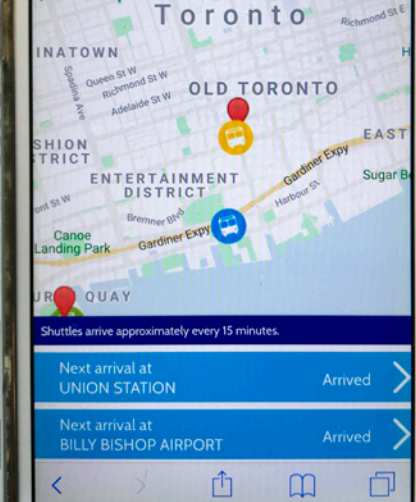 Toronto
Richmond St E
INATOWN
Spadina Ave
Queen St W
Richmond St W
Adelaide St W
OLD TORONTO
H
SHION
TRICT
EAST
ENTERTAINMENT
DISTRICT
Gardiner Expy
Sugar B
ont St W
Harbour St
Bremner Blvd
Canoe
Landing Park
Gardiner Expy
UR QUAY
Shuttles arrive approximately every 15 minutes.
Next arrival at
UNION STATION
Arrived
Next arrival at
BILLY BISHOP AIRPORT
Arrived